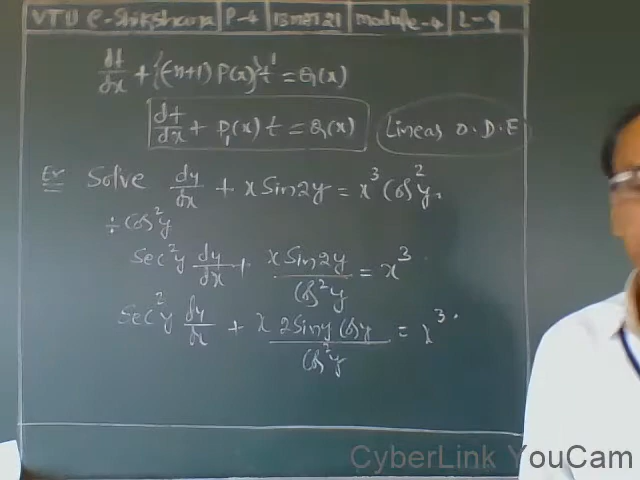 VTU e-Shikshana P-4 13MAT21 module-4 L-9
dt/dx + {(-n+1) P(x)} t = Q(x)
dt/dx + P₁(x) t = Q(x) Linear O.D.E
Ex Solve dy/dx + x Sin2y = x³ Cos²y.
÷ Cos²y
Sec²y dy/dx + x Sin2y / Cos²y = x³.
Sec²y dy/dx + x 2Siny Cosy / Cos²y = x³.
CyberLink YouCam